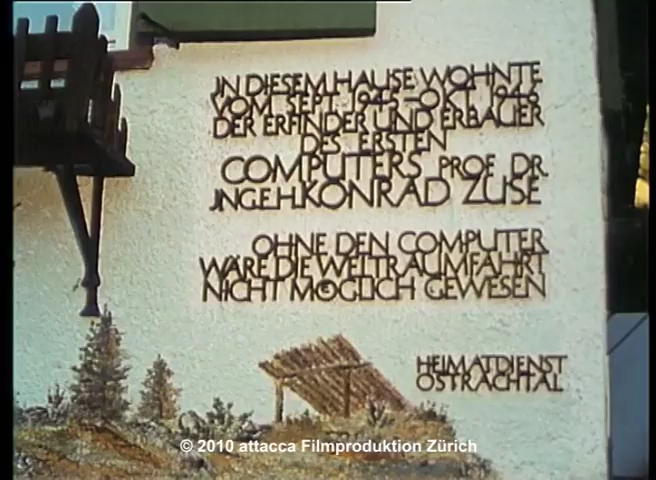 IN DIESEM HAUSE WOHNTE
VOM SEPT. 1945 - OKT. 1946
DER ERFINDER UND ERBAUER
DES ERSTEN
COMPUTERS PROF. DR.
ING.E.H. KONRAD ZUSE
OHNE DEN COMPUTER
WÄRE DIE WELTRAUMFAHRT
NICHT MÖGLICH GEWESEN
HEIMATDIENST
OSTRACHTAL
© 2010 attacca Filmproduktion Zürich